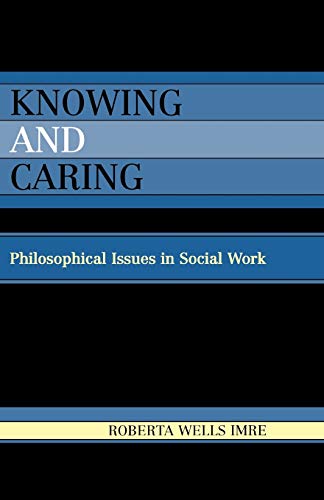 KNOWING
AND
CARING
Philosophical Issues in Social Work
ROBERTA WELLS IMRE